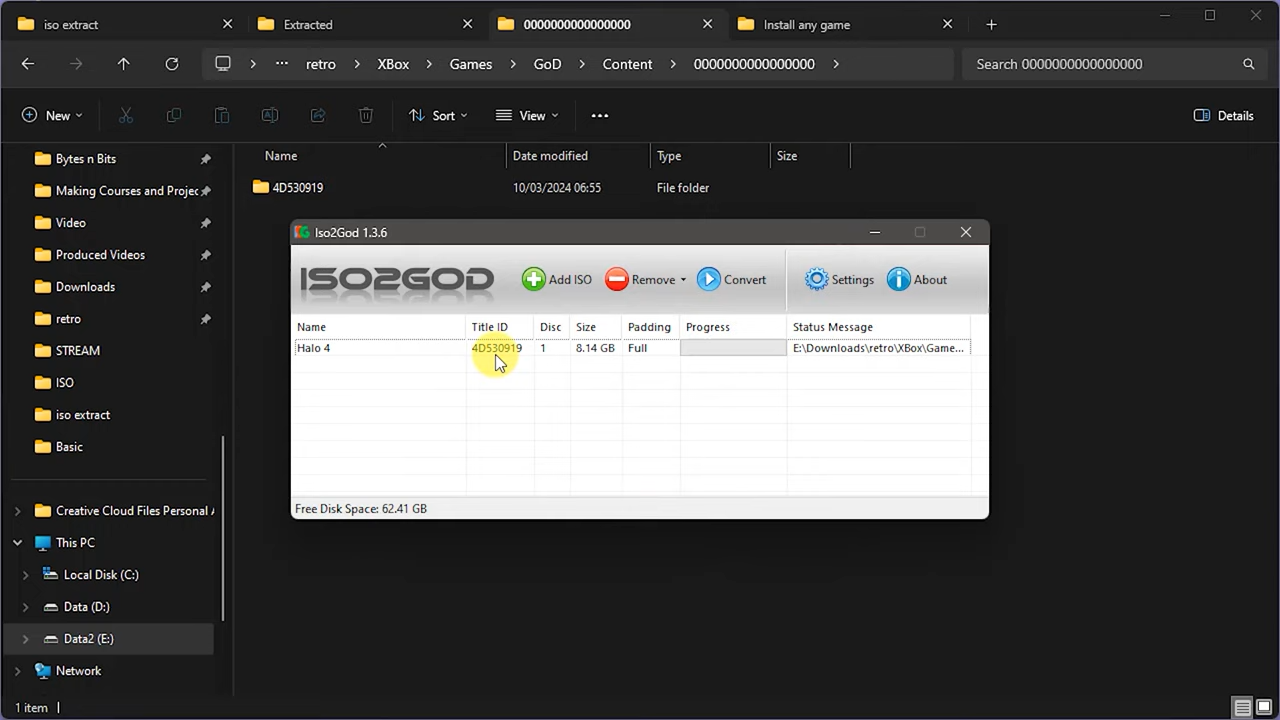 iso extract
Extracted
0000000000000000
Install any game
retro
XBox
Games
GoD
Content
0000000000000000
Search 0000000000000000
New
Sort
View
Details
Name
Date modified
Type
Size
4D530919
10/03/2024 06:55
File folder
Bytes n Bits
Making Courses and Projec
Video
Produced Videos
Downloads
retro
STREAM
ISO
iso extract
Basic
Creative Cloud Files Personal
This PC
Local Disk (C:)
Data (D:)
Data2 (E:)
Network
1 item
Iso2God 1.3.6
ISO2GOD
Add ISO
Remove
Convert
Settings
About
Name
Title ID
Disc
Size
Padding
Progress
Status Message
Halo 4
4D530919
1
8.14 GB
Full
E:\Downloads\retro\XBox\Game...
Free Disk Space: 62.41 GB